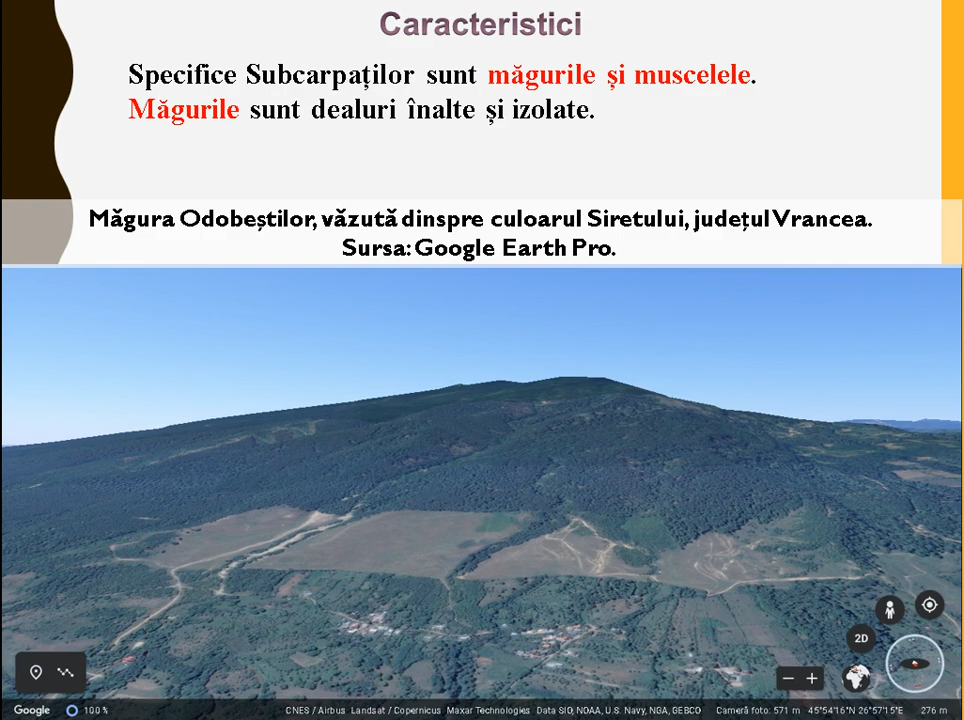 Caracteristici
Specifice Subcarpaților sunt măgurile și muscelele.
Măgurile sunt dealuri înalte și izolate.
Măgura Odobeștilor, văzută dinspre culoarul Siretului, județul Vrancea.
Sursa: Google Earth Pro.
2D
Google 100 % CNES / Airbus Landsat / Copernicus Maxar Technologies Data SIO, NOAA, U.S. Navy, NGA, GEBCO Cameră foto: 571 m 45°54'16"N 26°57'15"E 276 m